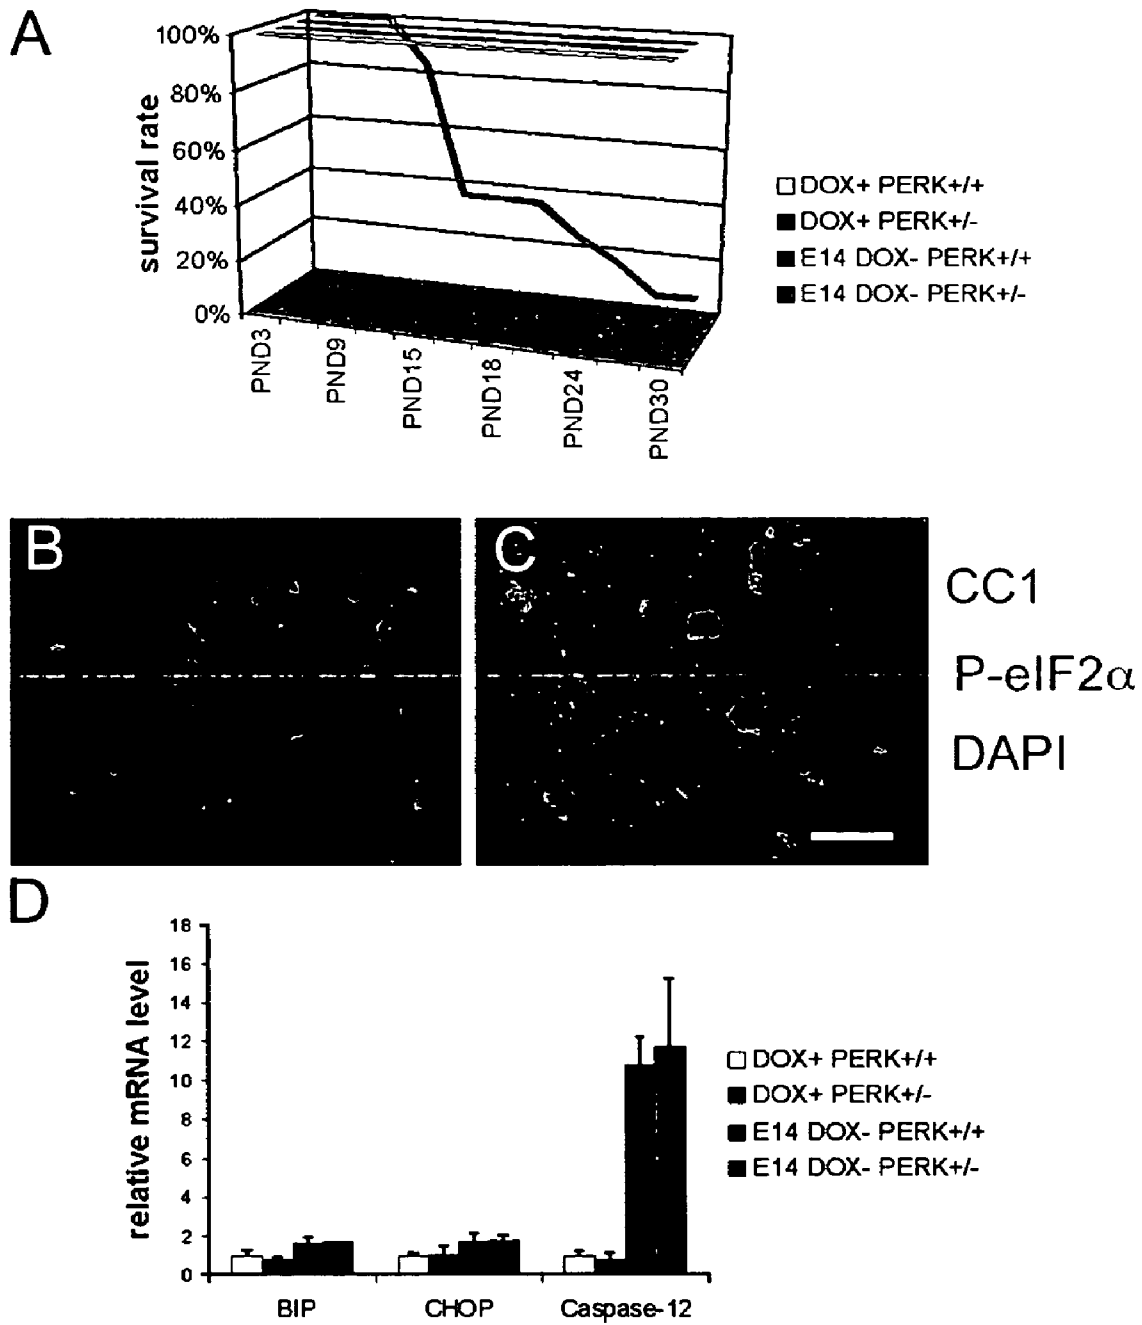 A
100%
80%
60%
40%
20%
0%
survival rate
PND3
PND9
PND15
PND18
PND24
PND30
DOX+ PERK+/+
DOX+ PERK+/-
E14 DOX- PERK+/+
E14 DOX- PERK+/-
B
C
CC1
P-eIF2α
DAPI
D
18
16
14
12
10
8
6
4
2
0
relative mRNA level
BIP
CHOP
Caspase-12
DOX+ PERK+/+
DOX+ PERK+/-
E14 DOX- PERK+/+
E14 DOX- PERK+/-